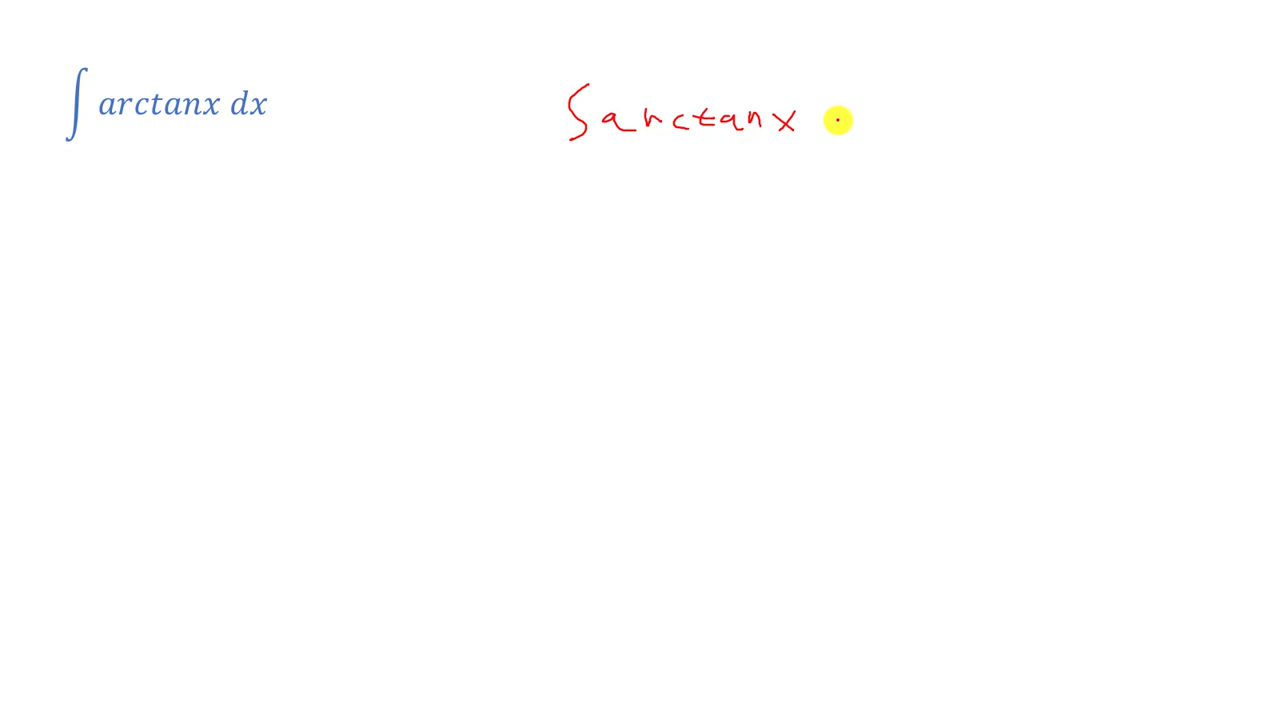 ∫ arctanx dx
∫ arctanx ·